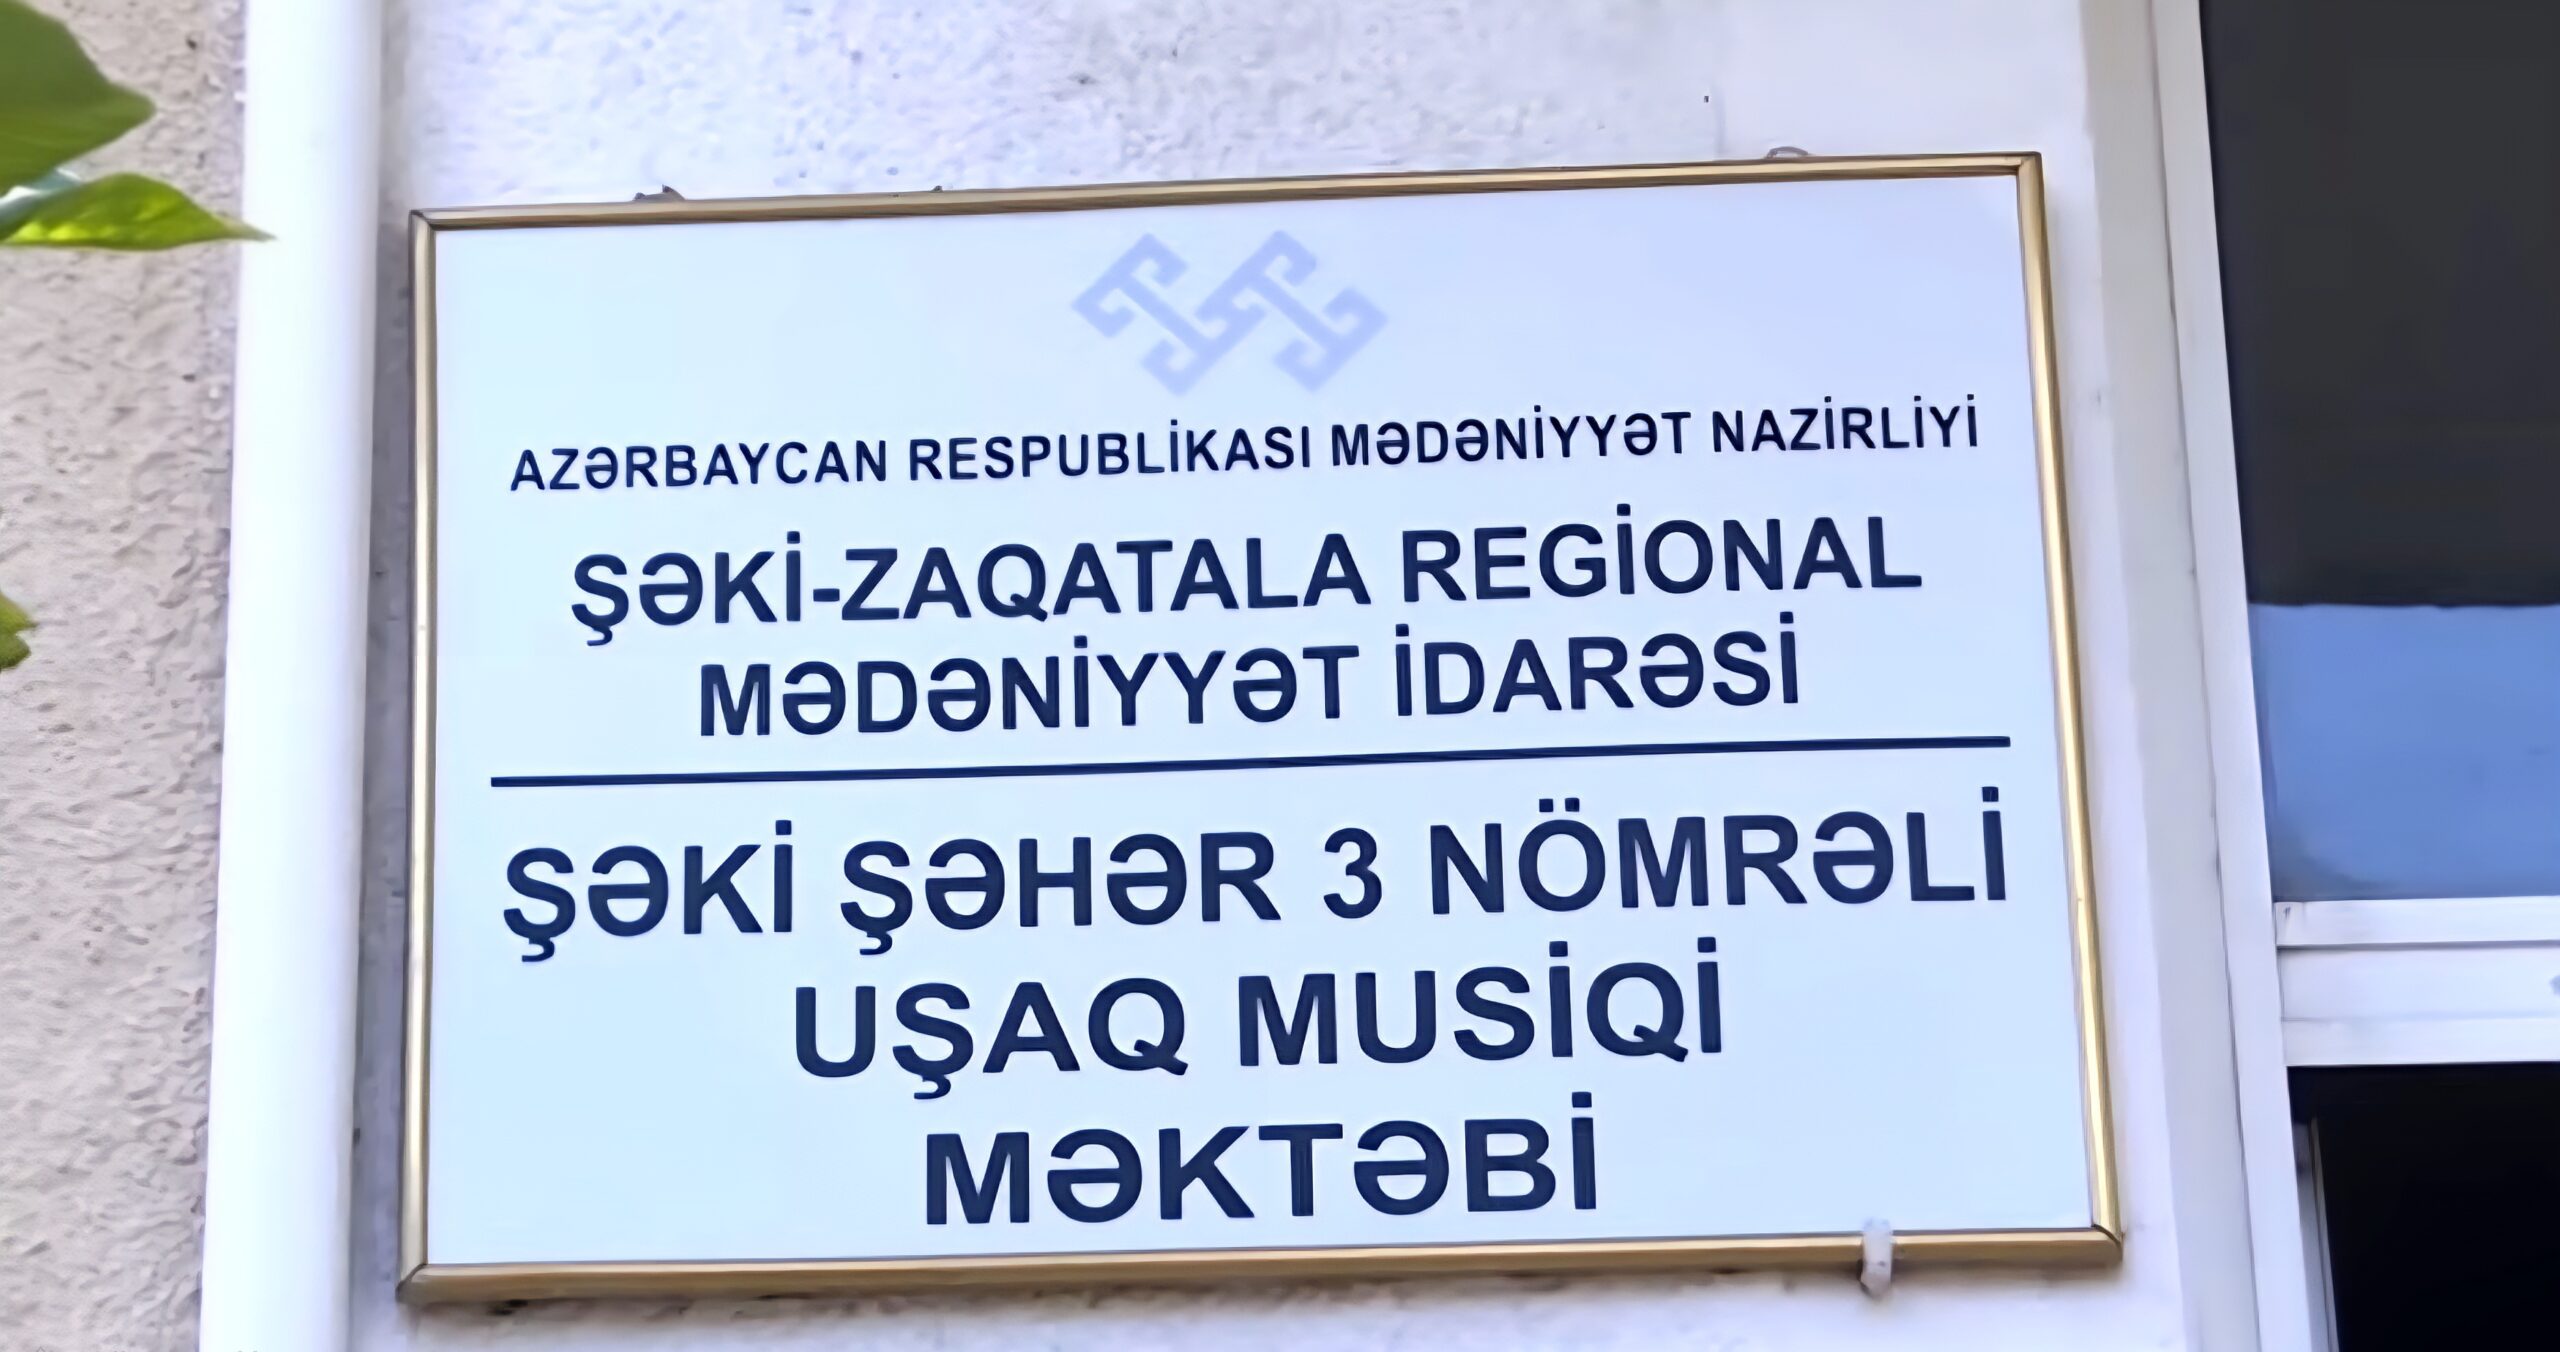 AZƏRBAYCAN RESPUBLİKASI MƏDƏNİYYƏT NAZİRLİYİ
ŞƏKİ-ZAQATALA REGİONAL
MƏDƏNİYYƏT İDARƏSİ
ŞƏKİ ŞƏHƏR 3 NÖMRƏLİ
UŞAQ MUSİQİ
MƏKTƏBİ